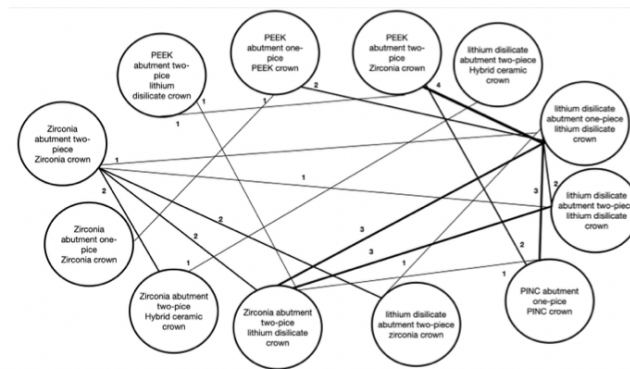 PEEK
abutment two-
pice
lithium
disilicate crown
PEEK
abutment one-
pice
PEEK crown
PEEK
abutment two-
pice
Zirconia crown
lithium disilicate
abutment two-piece
Hybrid ceramic
crown
lithium disilicate
abutment one-piece
lithium disilicate
crown
Zirconia
abutment two-
piece
Zirconia crown
lithium disilicate
abutment two-piece
lithium disilicate
crown
Zirconia
abutment one-
pice
Zirconia crown
Zirconia abutment
two-pice
Hybrid ceramic
crown
Zirconia abutment
two-pice
lithium disilicate
crown
lithium disilicate
abutment two-piece
zirconia crown
PINC abutment
one-pice
PINC crown
1
1
1
2
4
1
1
2
2
2
3
3
1
1
3
2
2
1